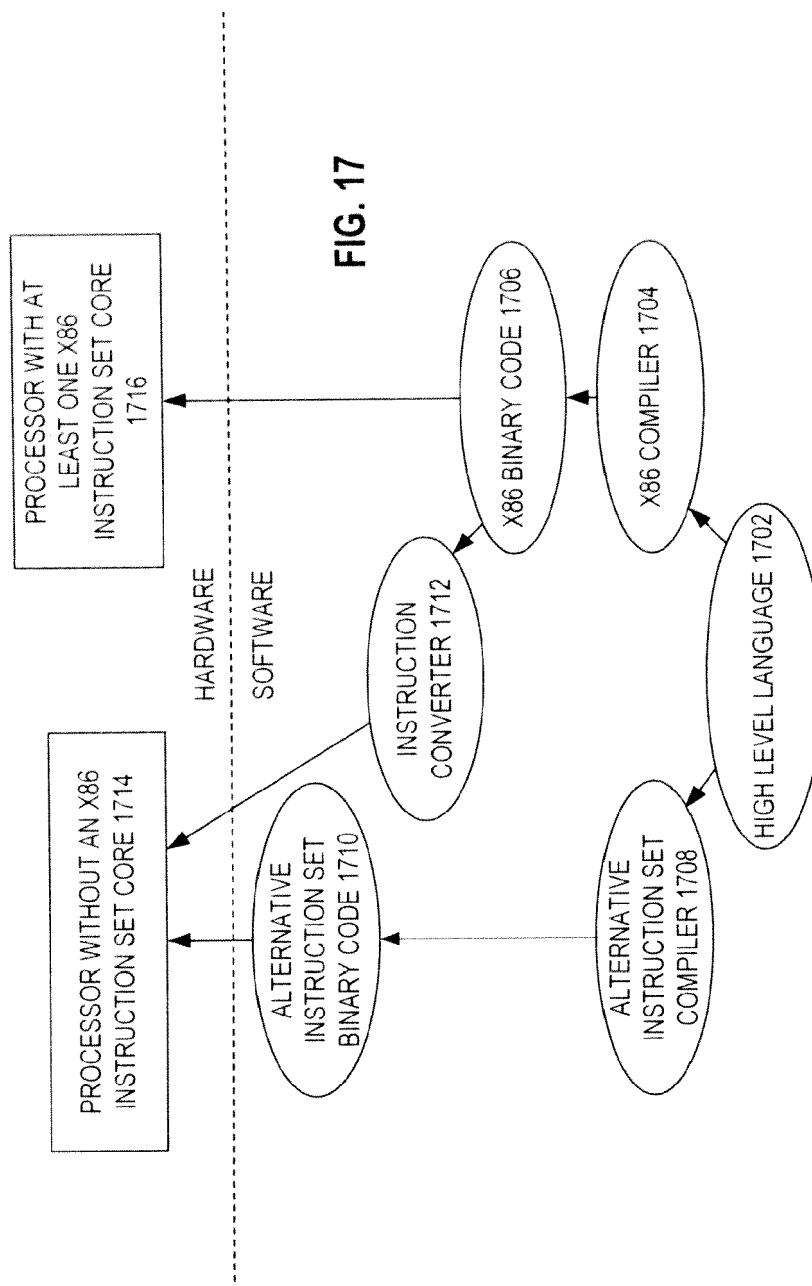 PROCESSOR WITHOUT AN X86
INSTRUCTION SET CORE 1714
PROCESSOR WITH AT
LEAST ONE X86
INSTRUCTION SET CORE
1716
HARDWARE
SOFTWARE
ALTERNATIVE
INSTRUCTION SET
BINARY CODE 1710
INSTRUCTION
CONVERTER 1712
X86 BINARY CODE 1706
ALTERNATIVE
INSTRUCTION SET
COMPILER 1708
X86 COMPILER 1704
HIGH LEVEL LANGUAGE 1702
FIG. 17